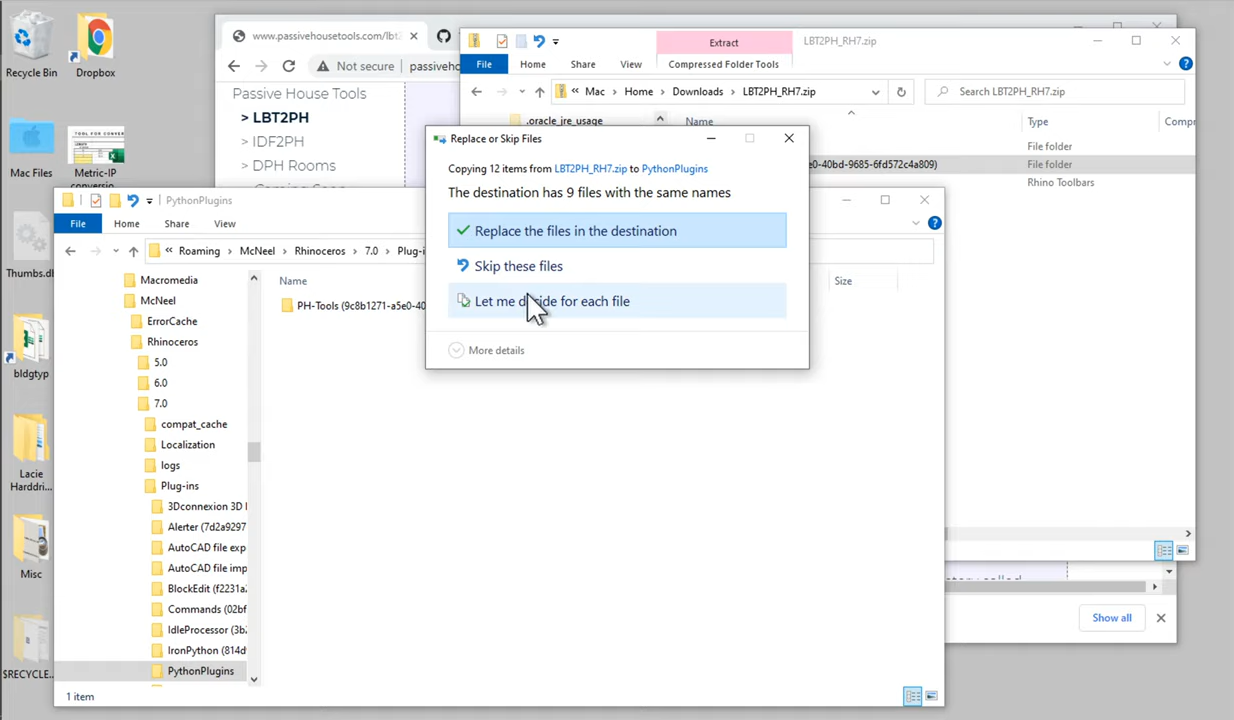 Recycle Bin
Dropbox
Mac Files
Metric-IP
conversio...
Thumbs.db
bldgtyp
Lacie
Harddri...
Misc
$RECYCLE...
www.passivehousetools.com/lbt2
Not secure
passiveho
Passive House Tools
> LBT2PH
> IDF2PH
> DPH Rooms
Extract
LBT2PH_RH7.zip
File
Home
Share
View
Compressed Folder Tools
« Mac > Home > Downloads > LBT2PH_RH7.zip
Search LBT2PH_RH7.zip
.oracle_jre_usage
Name
Type
Compr
File folder
e0-40bd-9685-6fd572c4a809)
File folder
Rhino Toolbars
Show all
Replace or Skip Files
Copying 12 items from LBT2PH_RH7.zip to PythonPlugins
The destination has 9 files with the same names
Replace the files in the destination
Skip these files
Let me decide for each file
More details
PythonPlugins
File
Home
Share
View
« Roaming > McNeel > Rhinoceros > 7.0 > Plug-i
Macromedia
McNeel
ErrorCache
Rhinoceros
5.0
6.0
7.0
compat_cache
Localization
logs
Plug-ins
3Dconnexion 3D
Alerter (7d2a9297
AutoCAD file exp
AutoCAD file imp
BlockEdit (f2231a
Commands (02bf
IdleProcessor (3b
IronPython (814d
PythonPlugins
Name
Size
PH-Tools (9c8b1271-a5e0-40
1 item